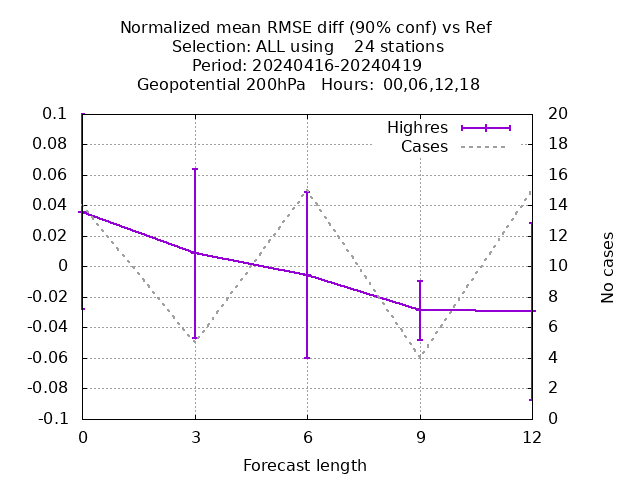 Normalized mean RMSE diff (90% conf) vs Ref
Selection: ALL using    24 stations
Period: 20240416-20240419
Geopotential 200hPa   Hours:  00,06,12,18
Highres
Cases
0.1
0.08
0.06
0.04
0.02
0
-0.02
-0.04
-0.06
-0.08
-0.1
20
18
16
14
12
10
8
6
4
2
0
No cases
0 3 6 9 12
Forecast length